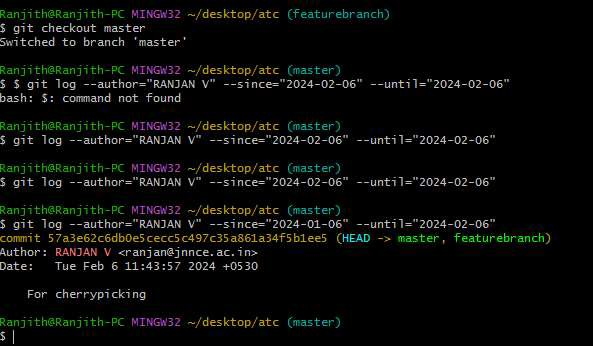 Ranjith@Ranjith-PC MINGW32 ~/desktop/atc (featurebranch)
$ git checkout master
Switched to branch 'master'
Ranjith@Ranjith-PC MINGW32 ~/desktop/atc (master)
$ $ git log --author="RANJAN V" --since="2024-02-06" --until="2024-02-06"
bash: $: command not found
Ranjith@Ranjith-PC MINGW32 ~/desktop/atc (master)
$ git log --author="RANJAN V" --since="2024-02-06" --until="2024-02-06"
Ranjith@Ranjith-PC MINGW32 ~/desktop/atc (master)
$ git log --author="RANJAN V" --since="2024-02-06" --until="2024-02-06"
Ranjith@Ranjith-PC MINGW32 ~/desktop/atc (master)
$ git log --author="RANJAN V" --since="2024-01-06" --until="2024-02-06"
commit 57a3e62c6db0e5cecc5c497c35a861a34f5b1ee5 (HEAD -> master, featurebranch)
Author: RANJAN V <ranjan@jnnce.ac.in>
Date:   Tue Feb 6 11:43:57 2024 +0530
    For cherrypicking
Ranjith@Ranjith-PC MINGW32 ~/desktop/atc (master)
$